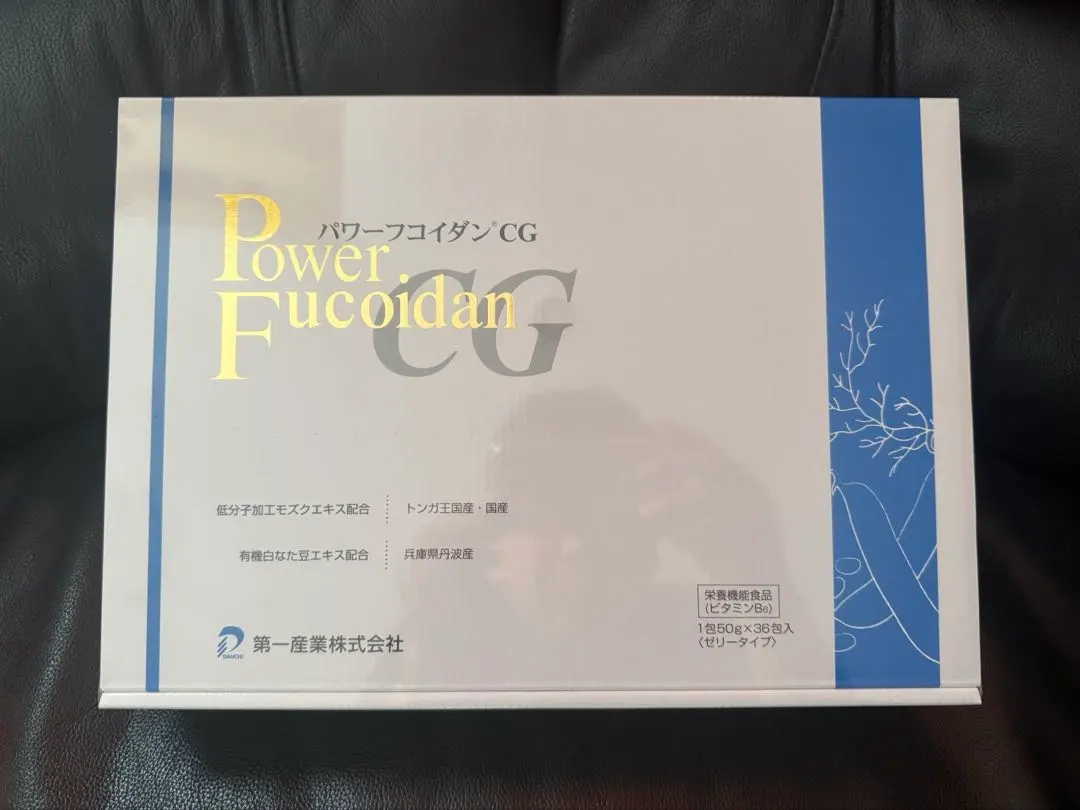 パワーフコイダン®CG
Power
Fucoidan
CG
低分子加工モズクエキス配合 トンガ王国産・国産
有機白なた豆エキス配合 兵庫県丹波産
栄養機能食品
(ビタミンB6)
1包50g×36包入
〈ゼリータイプ〉
DAIICHI
第一産業株式会社